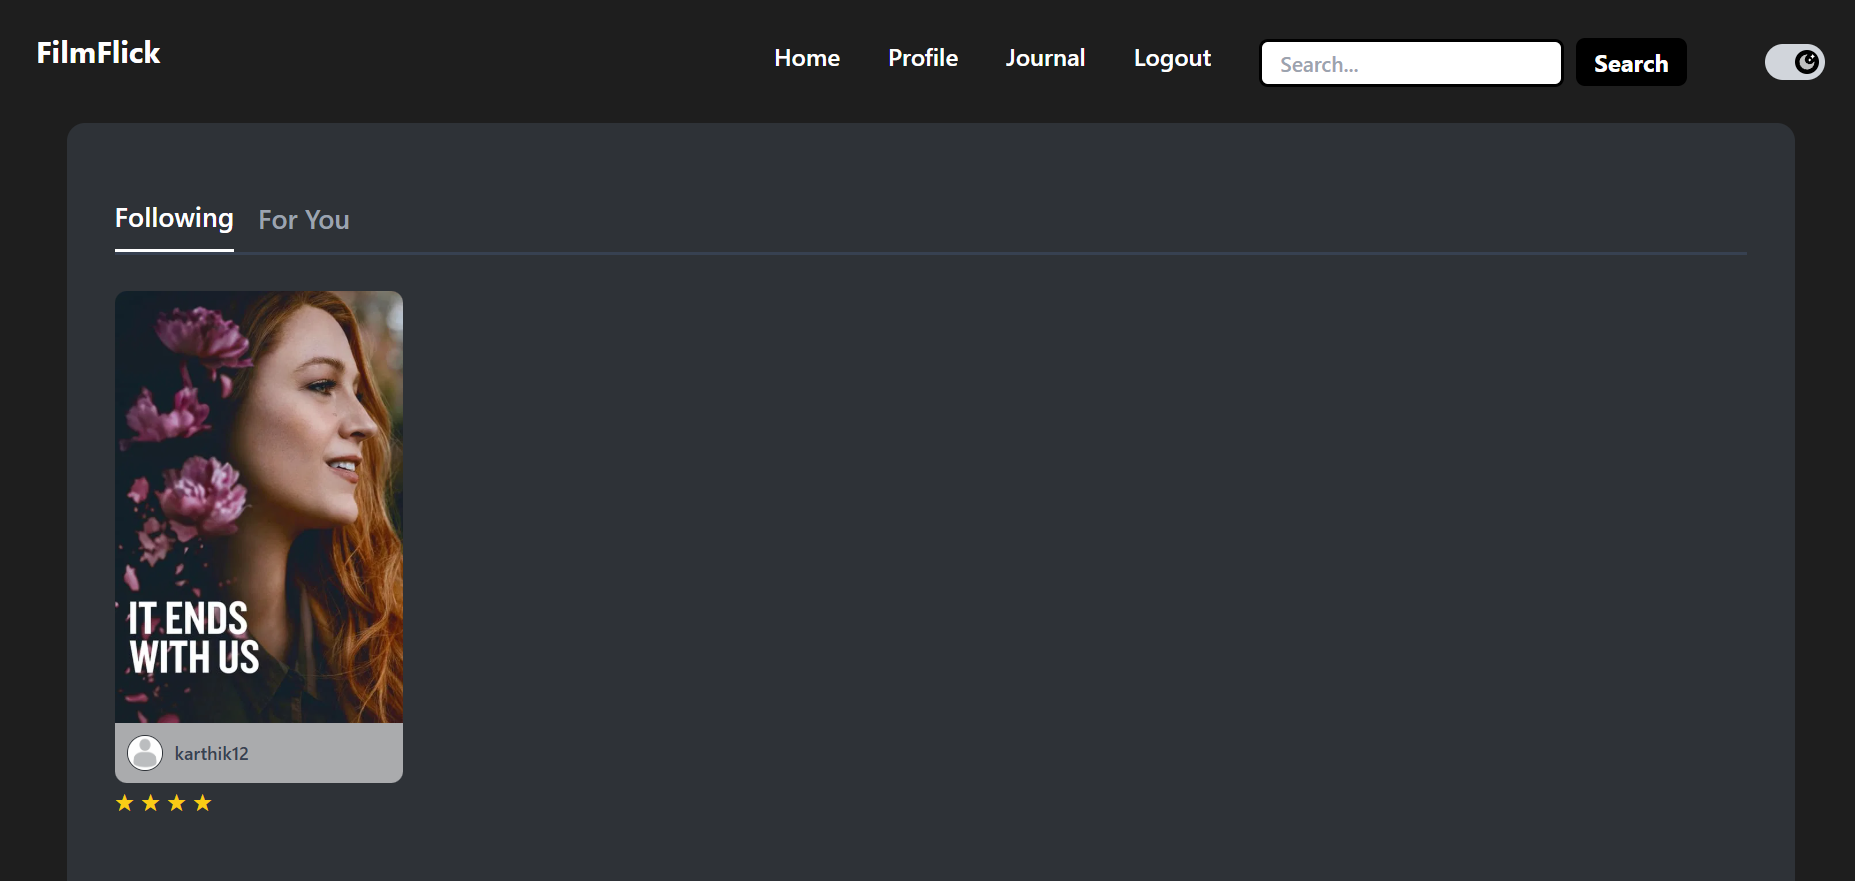 FilmFlick
Home Profile Journal Logout Search... Search
Following For You
IT ENDS
WITH US
karthik12